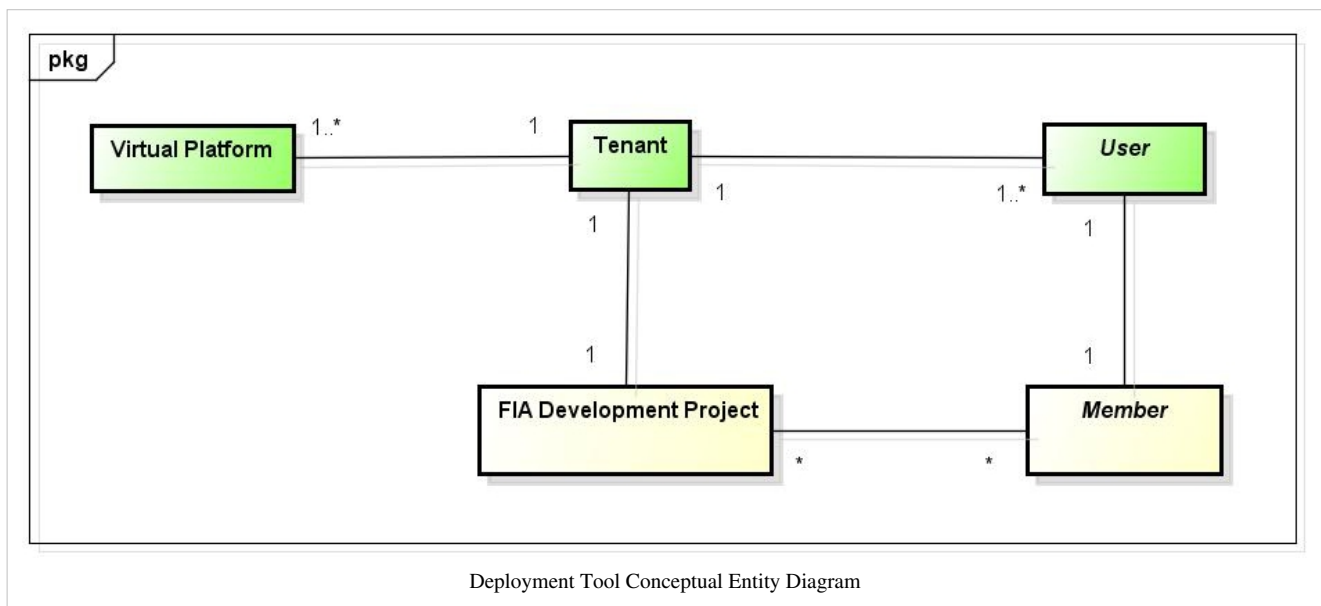 pkg
1..*
1
Virtual Platform
Tenant
User
1
1..*
1
1
1
1
FIA Development Project
Member
*
*
Deployment Tool Conceptual Entity Diagram